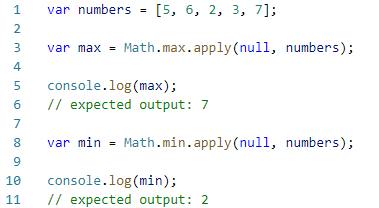 1 var numbers = [5, 6, 2, 3, 7];
2
3 var max = Math.max.apply(null, numbers);
4
5 console.log(max);
6 // expected output: 7
7
8 var min = Math.min.apply(null, numbers);
9
10 console.log(min);
11 // expected output: 2